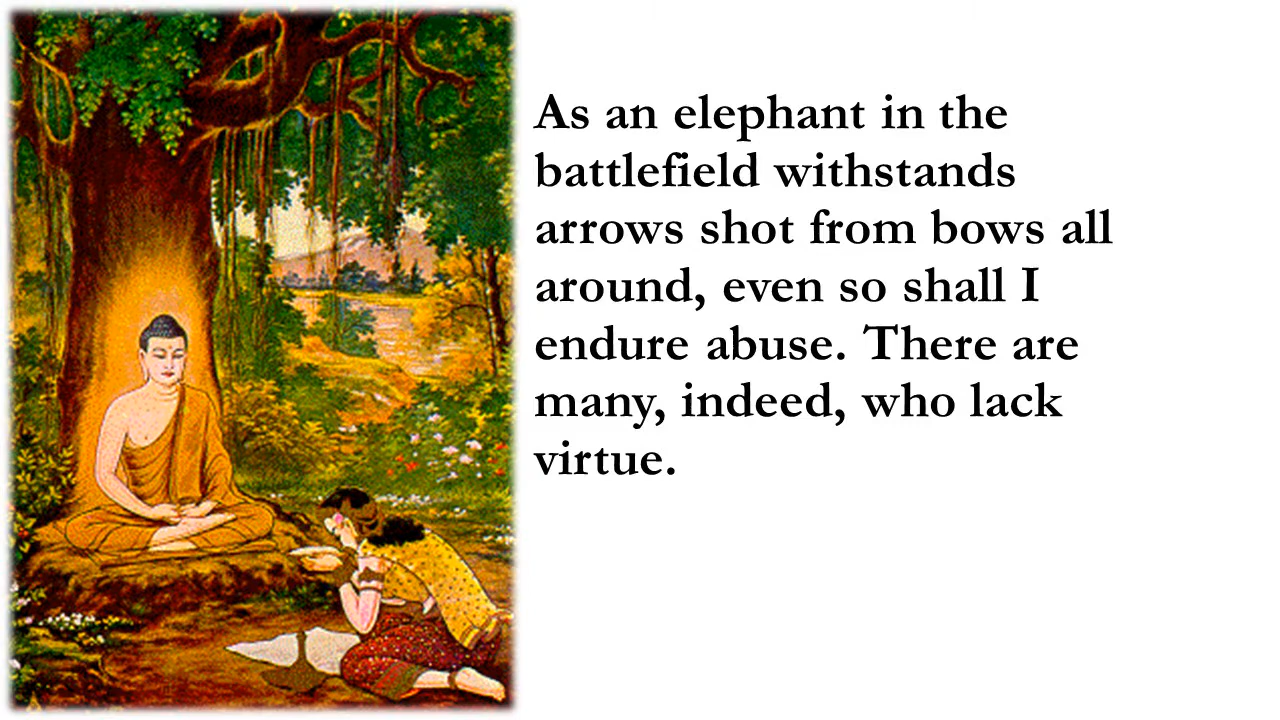 As an elephant in the
battlefield withstands
arrows shot from bows all
around, even so shall I
endure abuse. There are
many, indeed, who lack
virtue.